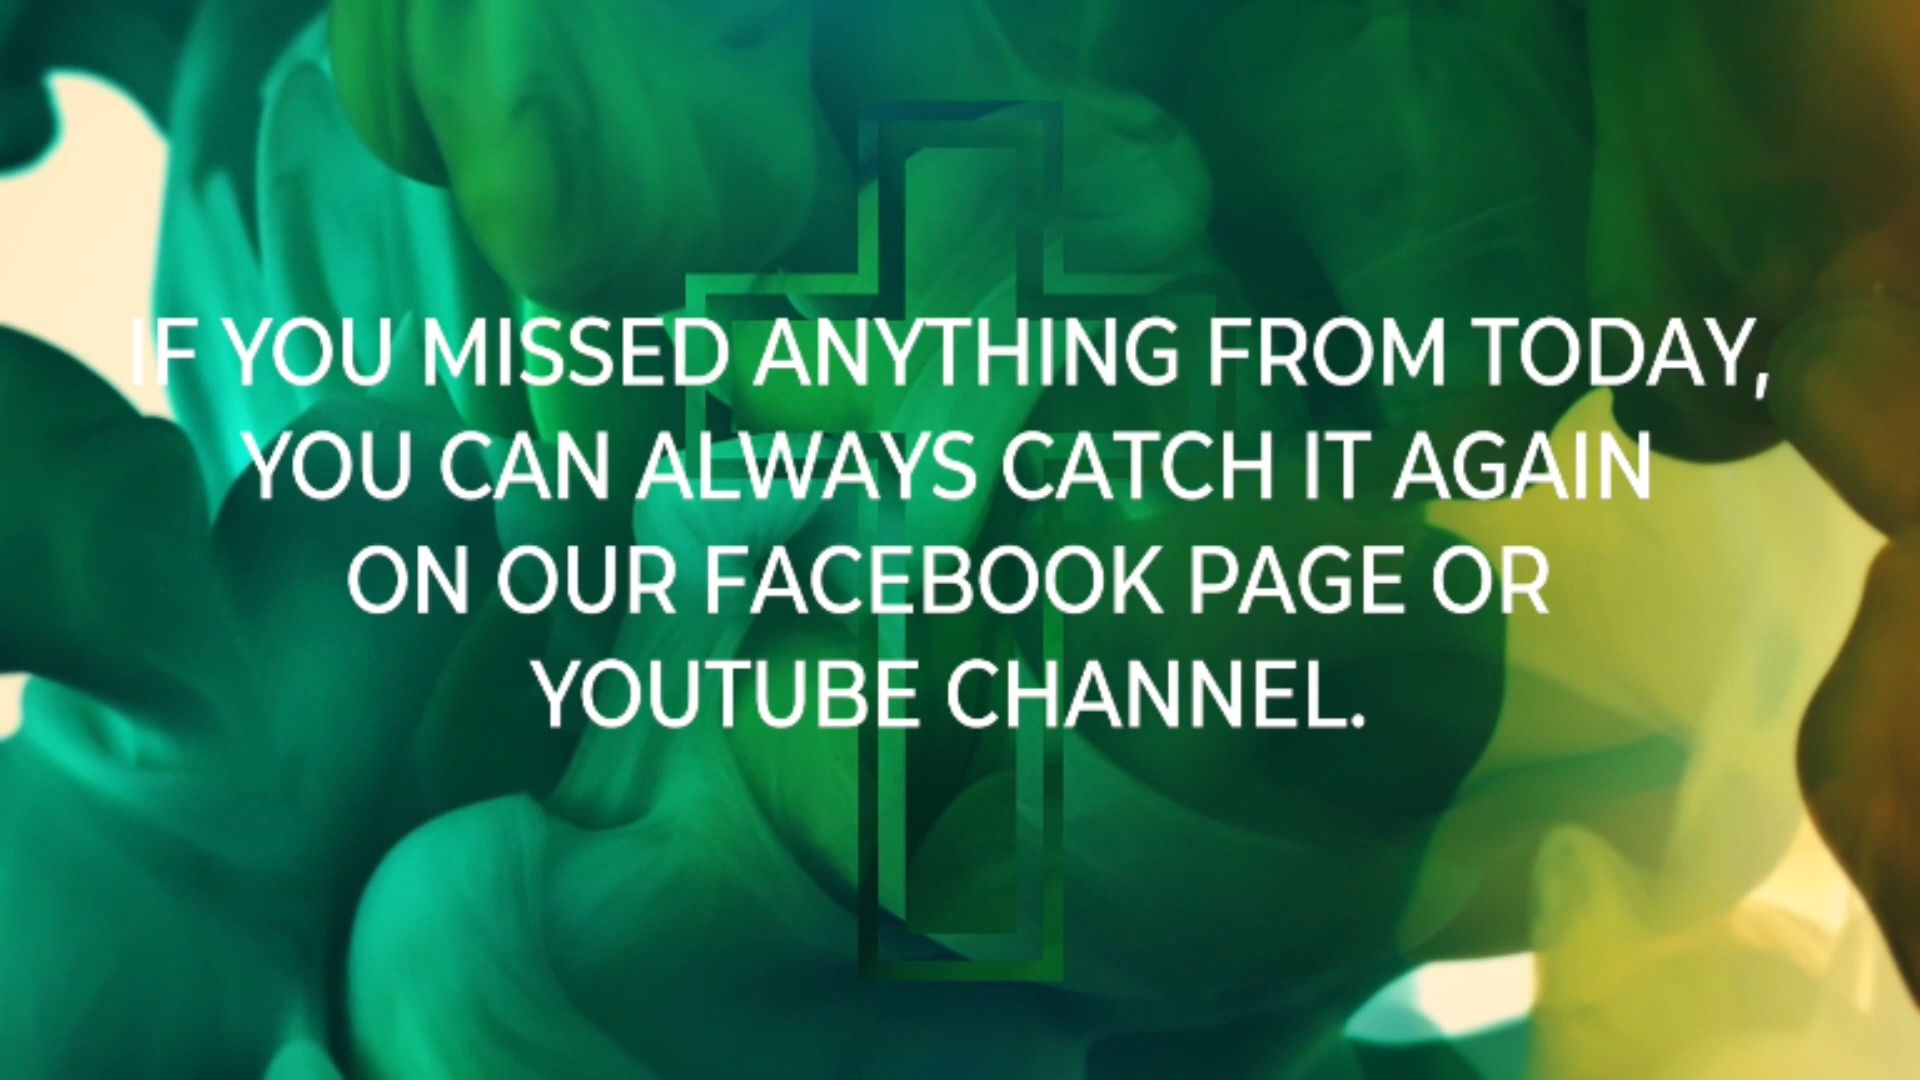 IF YOU MISSED ANYTHING FROM TODAY,
YOU CAN ALWAYS CATCH IT AGAIN
ON OUR FACEBOOK PAGE OR
YOUTUBE CHANNEL.